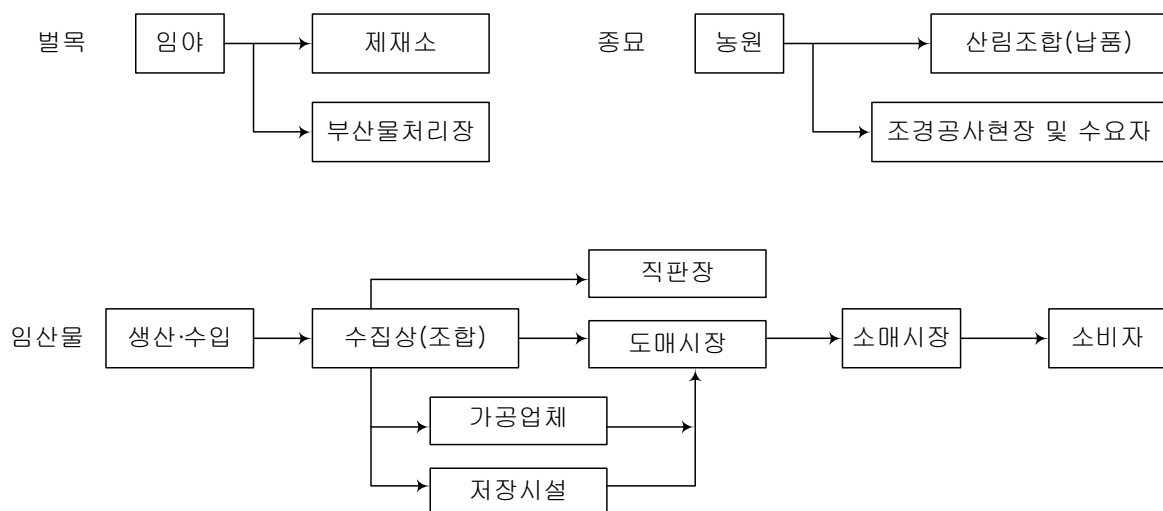 벌목
임야
제재소
부산물처리장
종묘
농원
산림조합(납품)
조경공사현장 및 수요자
임산물
생산·수입
수집상(조합)
직판장
도매시장
소매시장
소비자
가공업체
저장시설